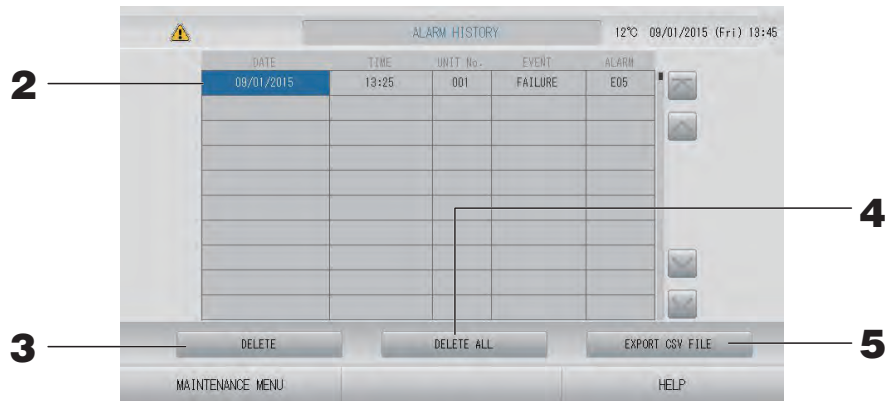 ALARM HISTORY
12°C 09/01/2015 (Fri) 13:45
DATE TIME UNIT No. EVENT ALARM
09/01/2015 13:25 001 FAILURE E05
2
4
DELETE DELETE ALL EXPORT CSV FILE
3
5
MAINTENANCE MENU HELP